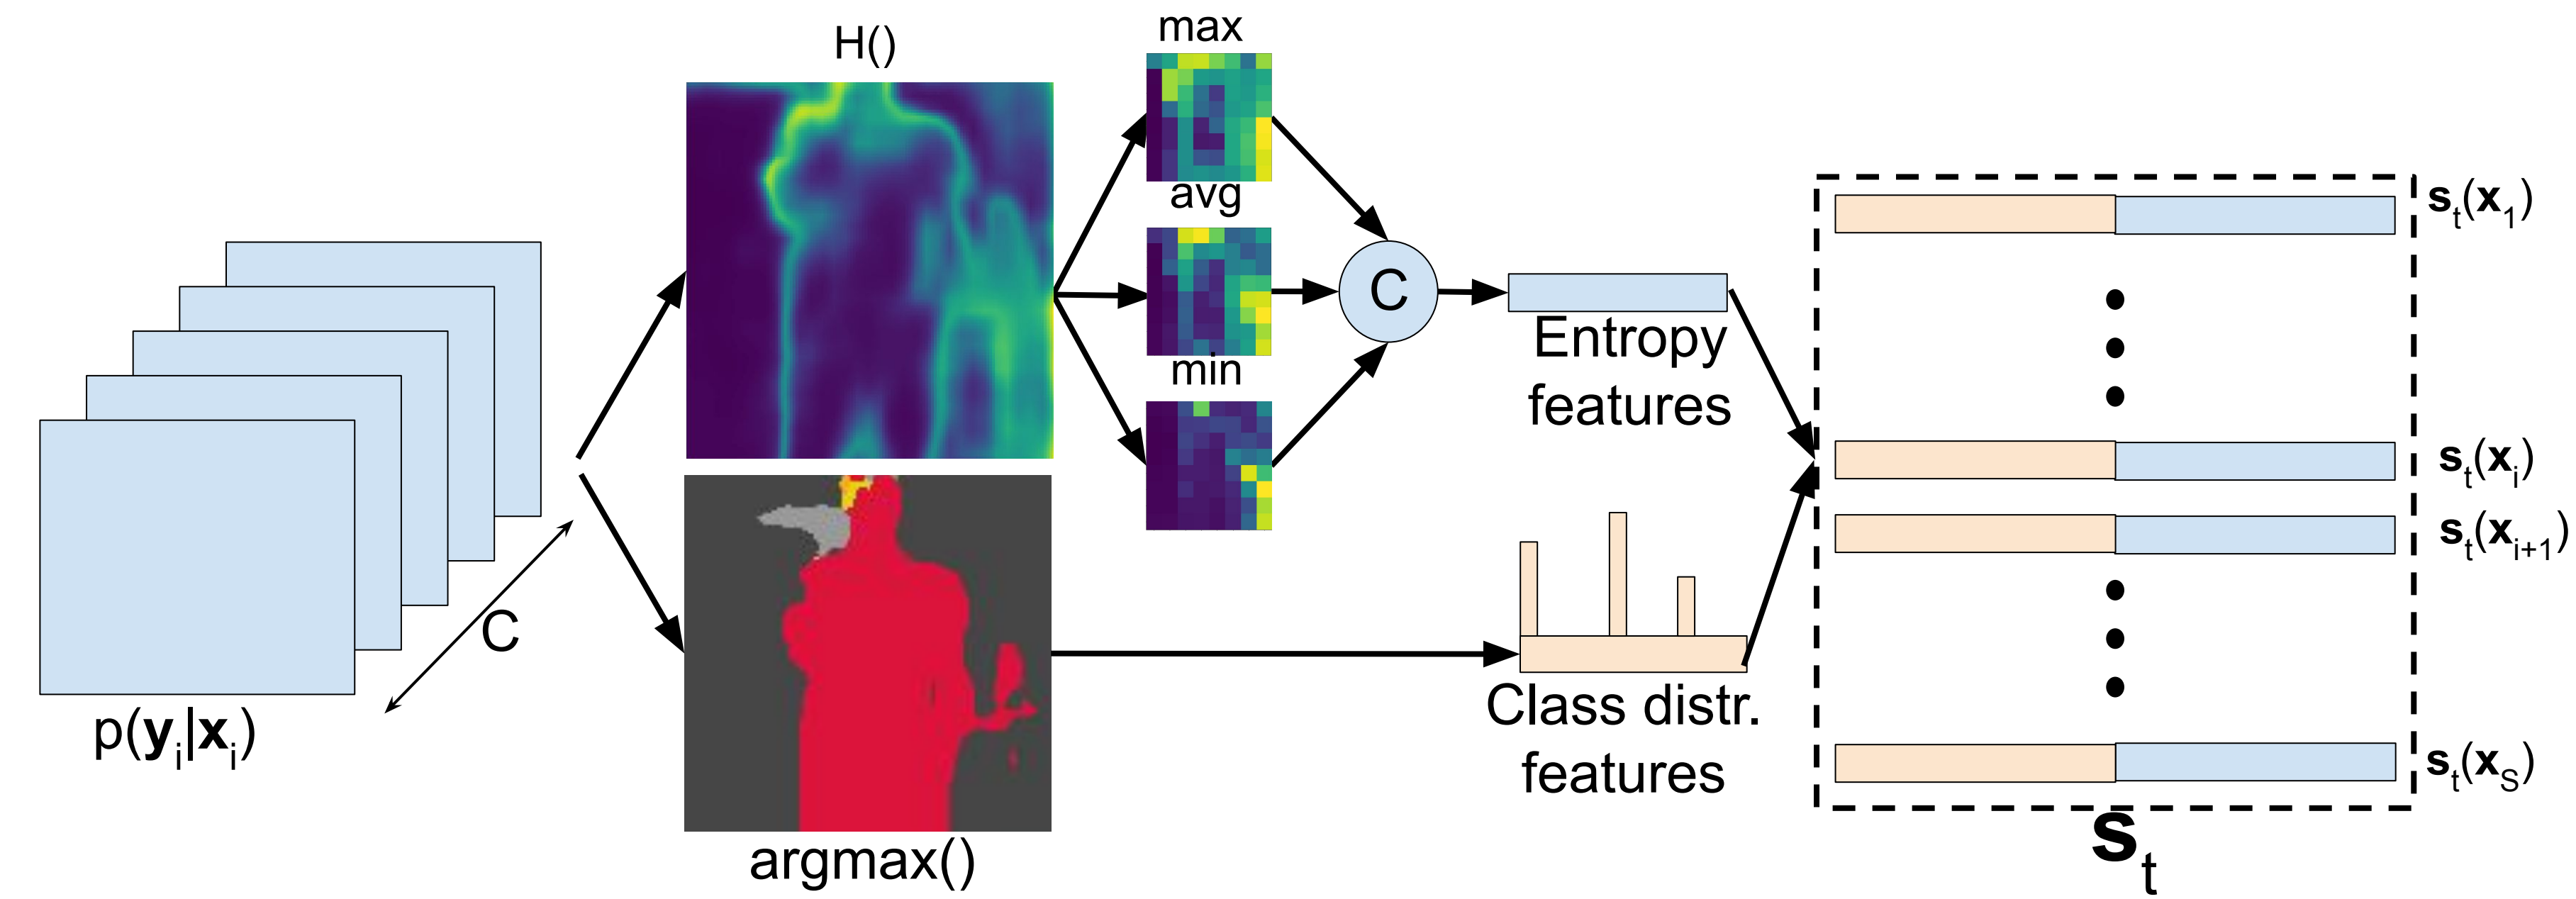 H()
max
avg
min
C
Entropy
features
C
p(y_i|x_i)
argmax()
Class distr.
features
s_t(x_1)
s_t(x_i)
s_t(x_{i+1})
s_t(x_S)
s_t